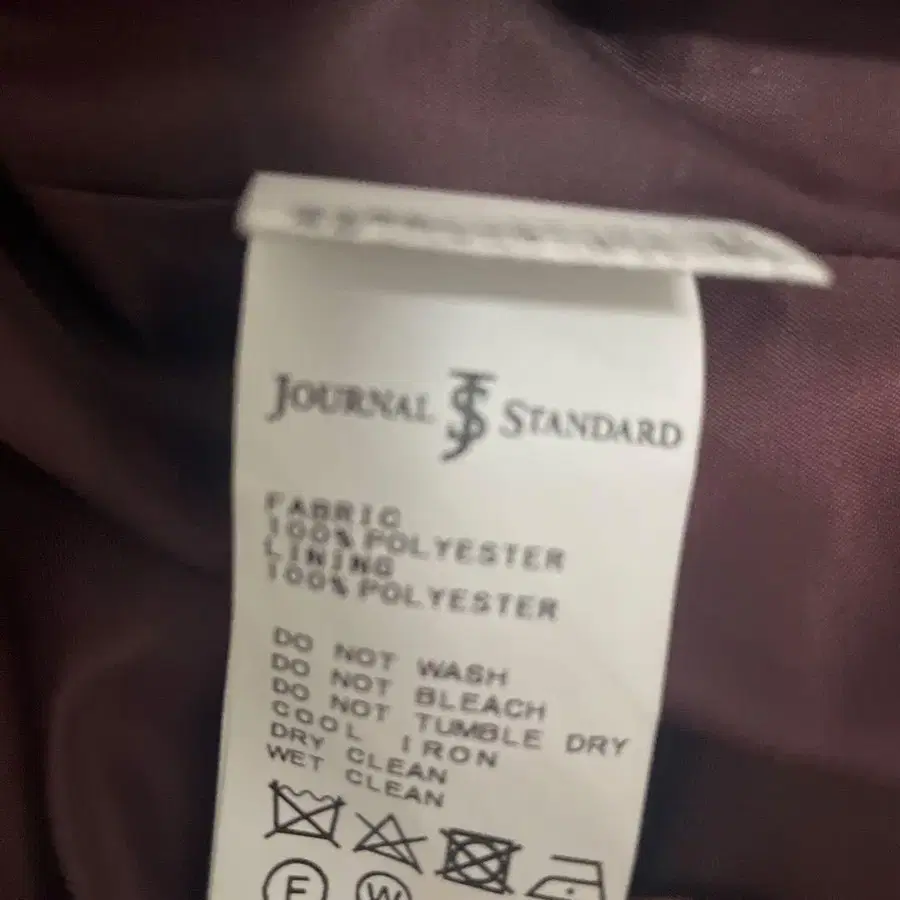 JOURNAL JS STANDARD
FABRIC
100% POLYESTER
LINING
100% POLYESTER
DO NOT WASH
DO NOT BLEACH
DO NOT TUMBLE DRY
COOL IRON
DRY CLEAN
WET CLEAN
F W